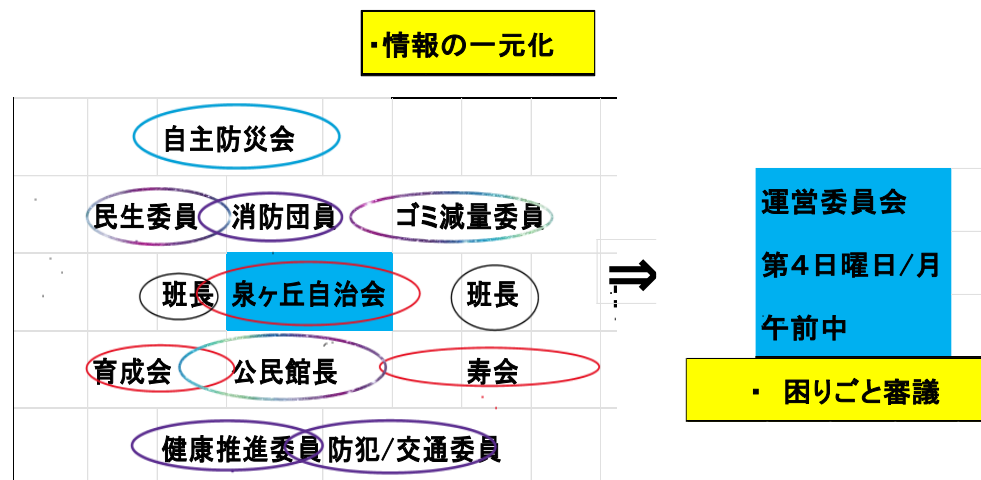 ・情報の一元化
自主防災会
民生委員 消防団員 ゴミ減量委員
班長 泉ヶ丘自治会 班長
育成会 公民館長 寿会
健康推進委員 防犯/交通委員
⇒
運営委員会
第4日曜日/月
午前中
・ 困りごと審議